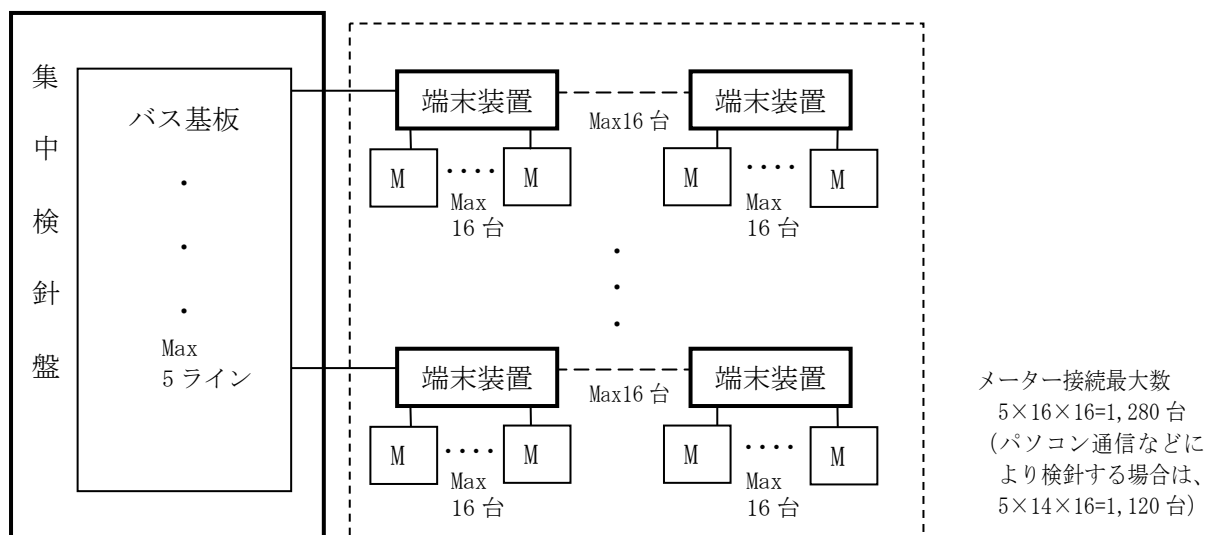 集中検針盤
バス基板
・
・
・
Max
5ライン
端末装置
Max16台
端末装置
M
‥‥
M
Max
16台
M
‥‥
M
Max
16台
・
・
・
端末装置
Max16台
端末装置
M
‥‥
M
Max
16台
M
‥‥
M
Max
16台
メーター接続最大数
5×16×16=1,280台
(パソコン通信などに
より検針する場合は、
5×14×16=1,120台)